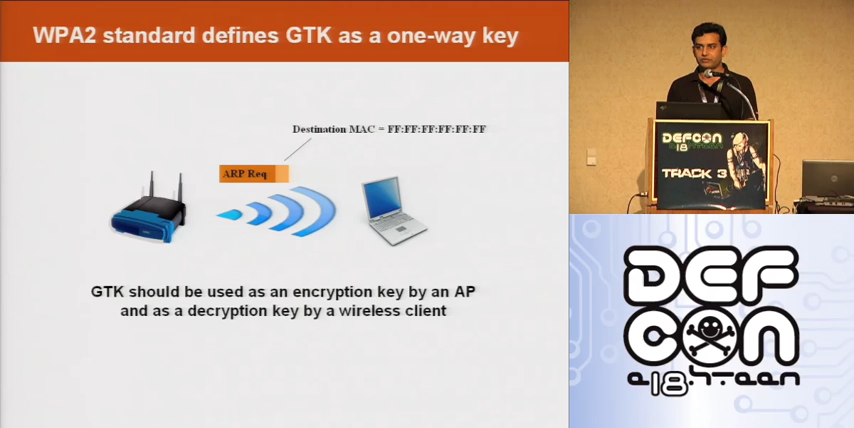 WPA2 standard defines GTK as a one-way key
Destination MAC = FF:FF:FF:FF:FF:FF
ARP Req
GTK should be used as an encryption key by an AP
and as a decryption key by a wireless client
DEFCON
18
TRACK 3
DEF
CON
e18hteen